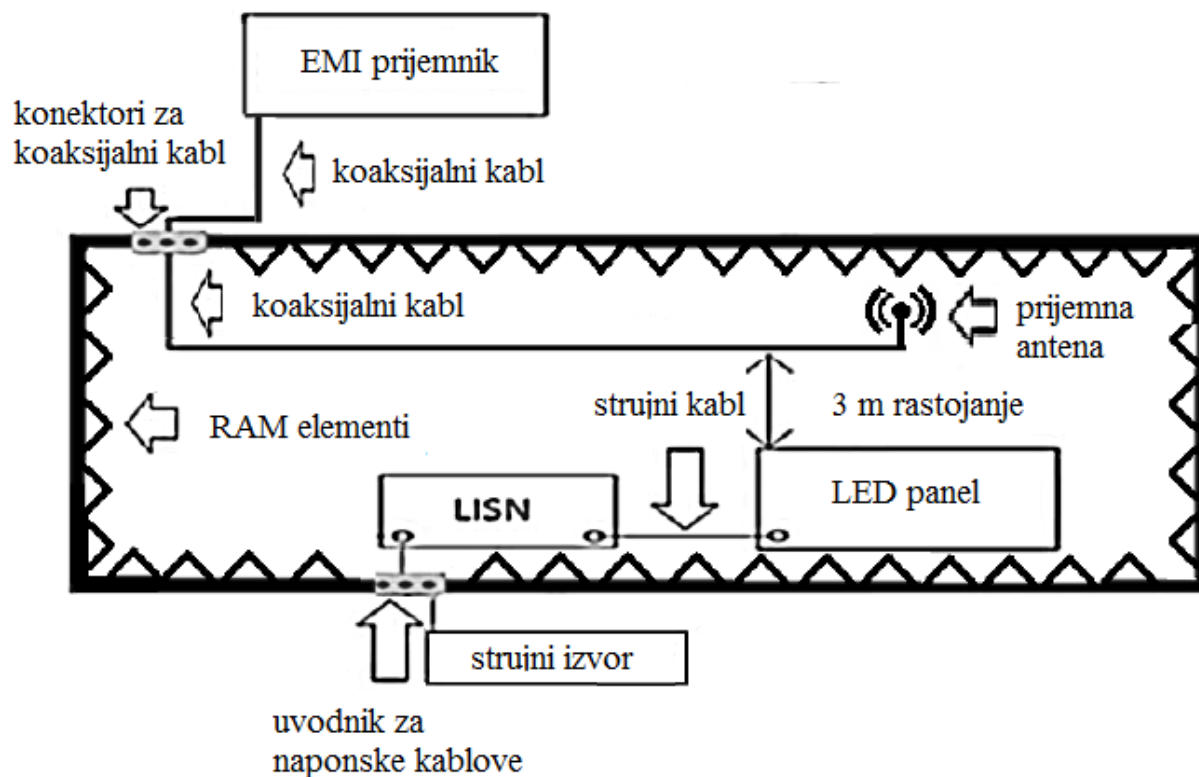 EMI prijemnik
konektori za
koaksijalni kabl
koaksijalni kabl
koaksijalni kabl
prijemna
antena
strujni kabl
3 m rastojanje
RAM elementi
LISN
LED panel
strujni izvor
uvodnik za
naponske kablove